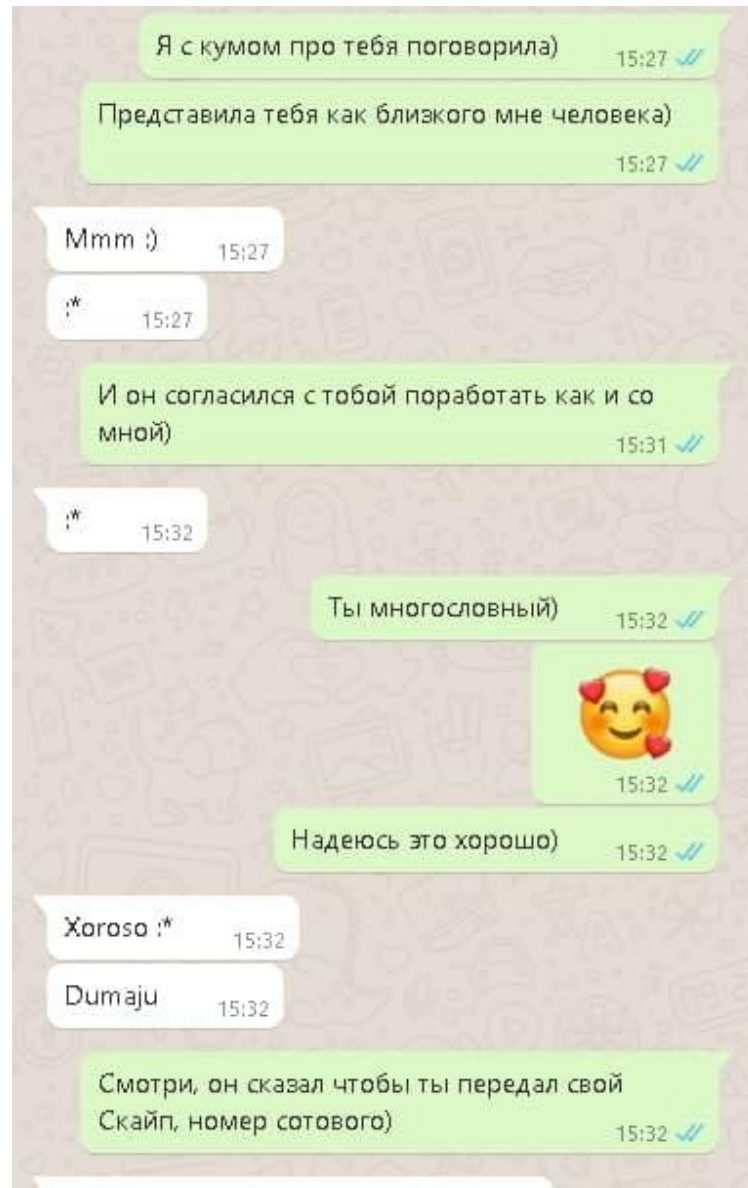 Я с кумом про тебя поговорила)
15:27
Представила тебя как близкого мне человека)
15:27
Mmm :)
15:27
:*
15:27
И он согласился с тобой поработать как и со
мной)
15:31
:*
15:32
Ты многословный)
15:32
15:32
Надеюсь это хорошо)
15:32
Xoroso :*
15:32
Dumaju
15:32
Смотри, он сказал чтобы ты передал свой
Скайп, номер сотового)
15:32